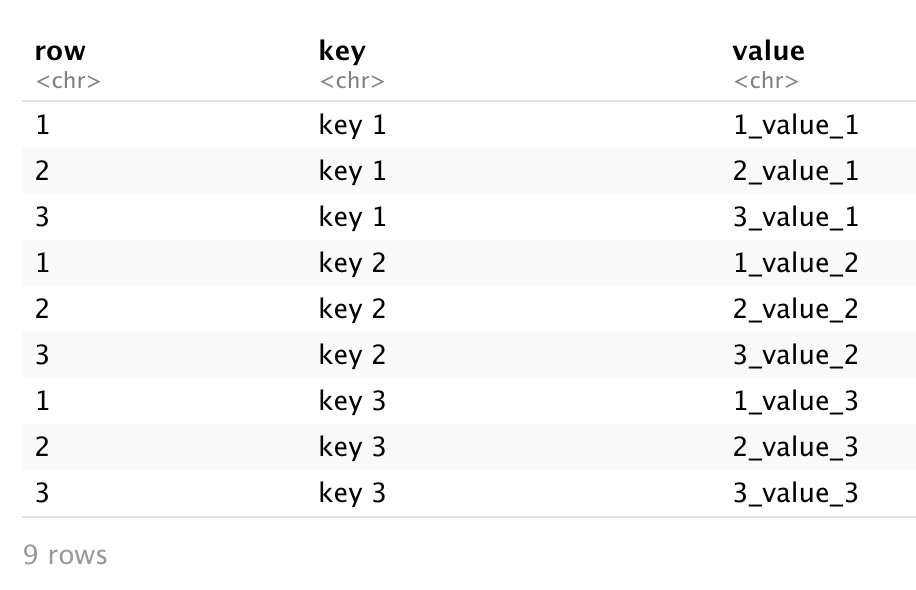 row key value
<chr> <chr> <chr>
1 key 1 1_value_1
2 key 1 2_value_1
3 key 1 3_value_1
1 key 2 1_value_2
2 key 2 2_value_2
3 key 2 3_value_2
1 key 3 1_value_3
2 key 3 2_value_3
3 key 3 3_value_3
9 rows